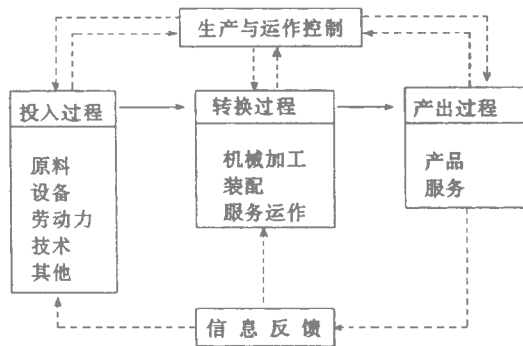 生产与运作控制
投入过程
原料
设备
劳动力
技术
其他
转换过程
机械加工
装配
服务运作
产出过程
产品
服务
信息反馈